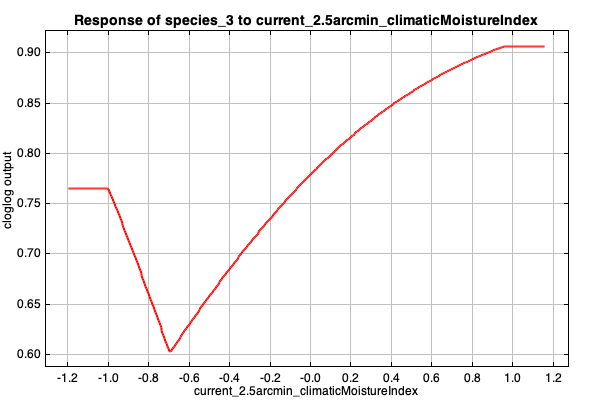 Response of species_3 to current_2.5arcmin_climaticMoistureIndex
cloglog output
0.90
0.85
0.80
0.75
0.70
0.65
0.60
-1.2 -1.0 -0.8 -0.6 -0.4 -0.2 -0.0 0.2 0.4 0.6 0.8 1.0 1.2
current_2.5arcmin_climaticMoistureIndex